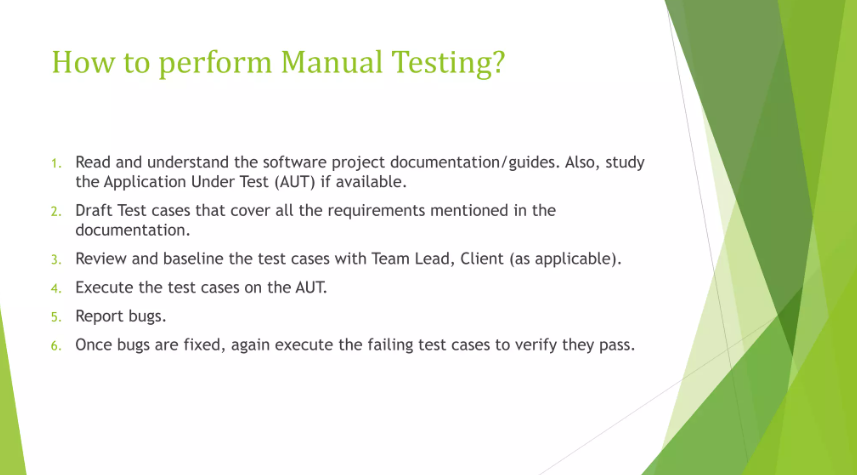 How to perform Manual Testing?
1. Read and understand the software project documentation/guides. Also, study
the Application Under Test (AUT) if available.
2. Draft Test cases that cover all the requirements mentioned in the
documentation.
3. Review and baseline the test cases with Team Lead, Client (as applicable).
4. Execute the test cases on the AUT.
5. Report bugs.
6. Once bugs are fixed, again execute the failing test cases to verify they pass.